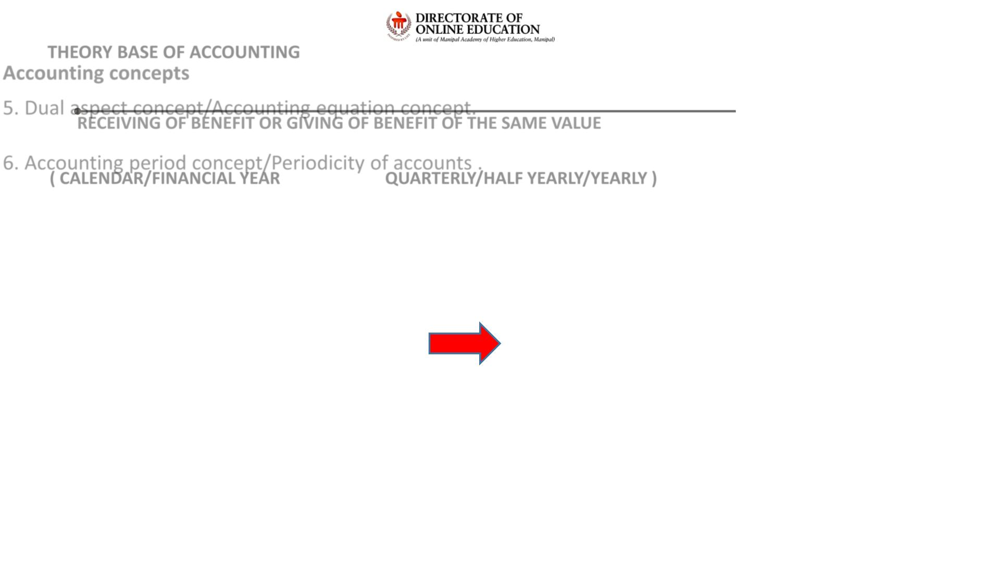 DIRECTORATE OF
ONLINE EDUCATION
(A unit of Manipal Academy of Higher Education, Manipal)
INSPIRED BY LIFE
THEORY BASE OF ACCOUNTING
Accounting concepts
5. Dual aspect concept/Accounting equation concept.
RECEIVING OF BENEFIT OR GIVING OF BENEFIT OF THE SAME VALUE
6. Accounting period concept/Periodicity of accounts .
( CALENDAR/FINANCIAL YEAR QUARTERLY/HALF YEARLY/YEARLY )